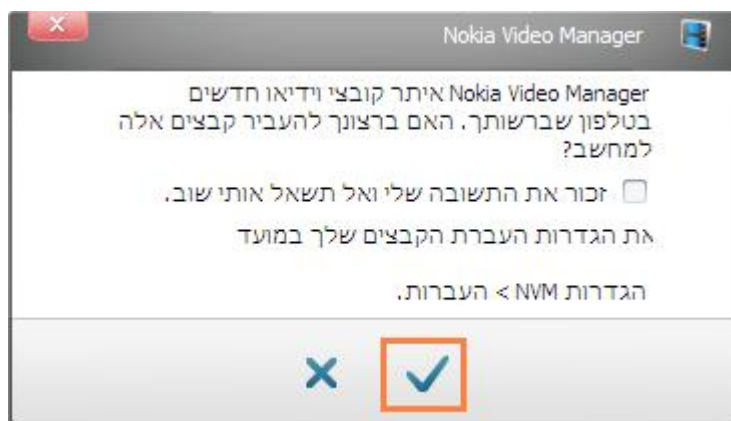 Nokia Video Manager
Nokia Video Manager איתר קובצי וידיאו חדשים
בטלפון שברשותך. האם ברצונך להעביר קבצים אלה
למחשב?
זכור את התשובה שלי ואל תשאל אותי שוב.
את הגדרות העברת הקבצים שלך במועד
הגדרות NVM > העברות.